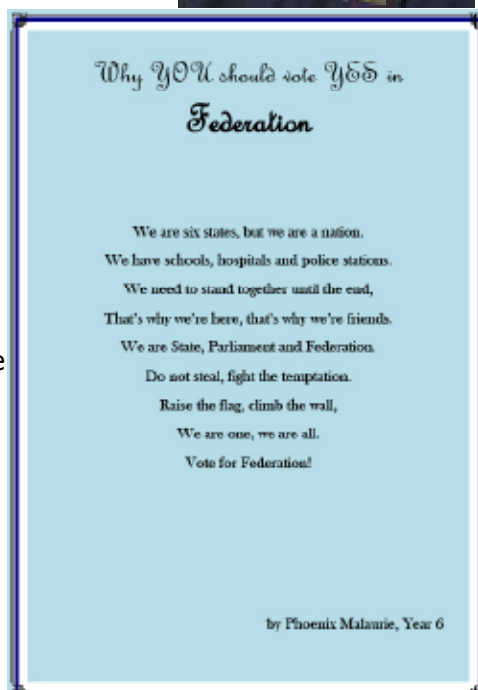 Why YOU should vote YES in
Federation
We are six states, but we are a nation.
We have schools, hospitals and police stations.
We need to stand together until the end,
That's why we're here, that's why we're friends.
We are State, Parliament and Federation.
Do not steal, fight the temptation.
Raise the flag, climb the wall,
We are one, we are all.
Vote for Federation!
by Phoenix Malaurie, Year 6
e